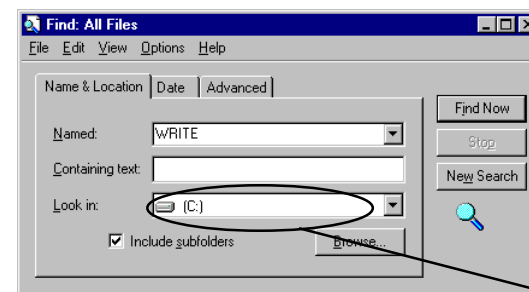 Find: All Files
File Edit View Options Help
Name & Location Date Advanced
Find Now
Named: WRITE
Stop
Containing text:
New Search
Look in: (C:)
Include subfolders Browse...